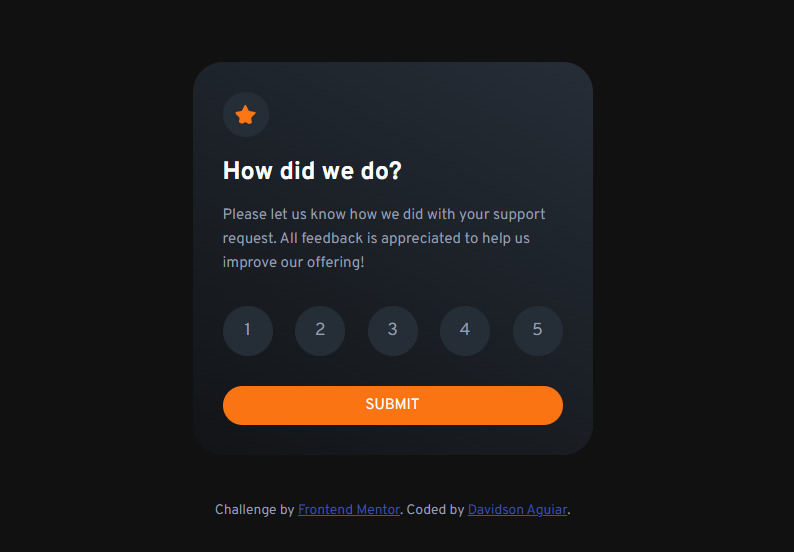 How did we do?
Please let us know how we did with your support
request. All feedback is appreciated to help us
improve our offering!
1 2 3 4 5
SUBMIT
Challenge by Frontend Mentor. Coded by Davidson Aguiar.